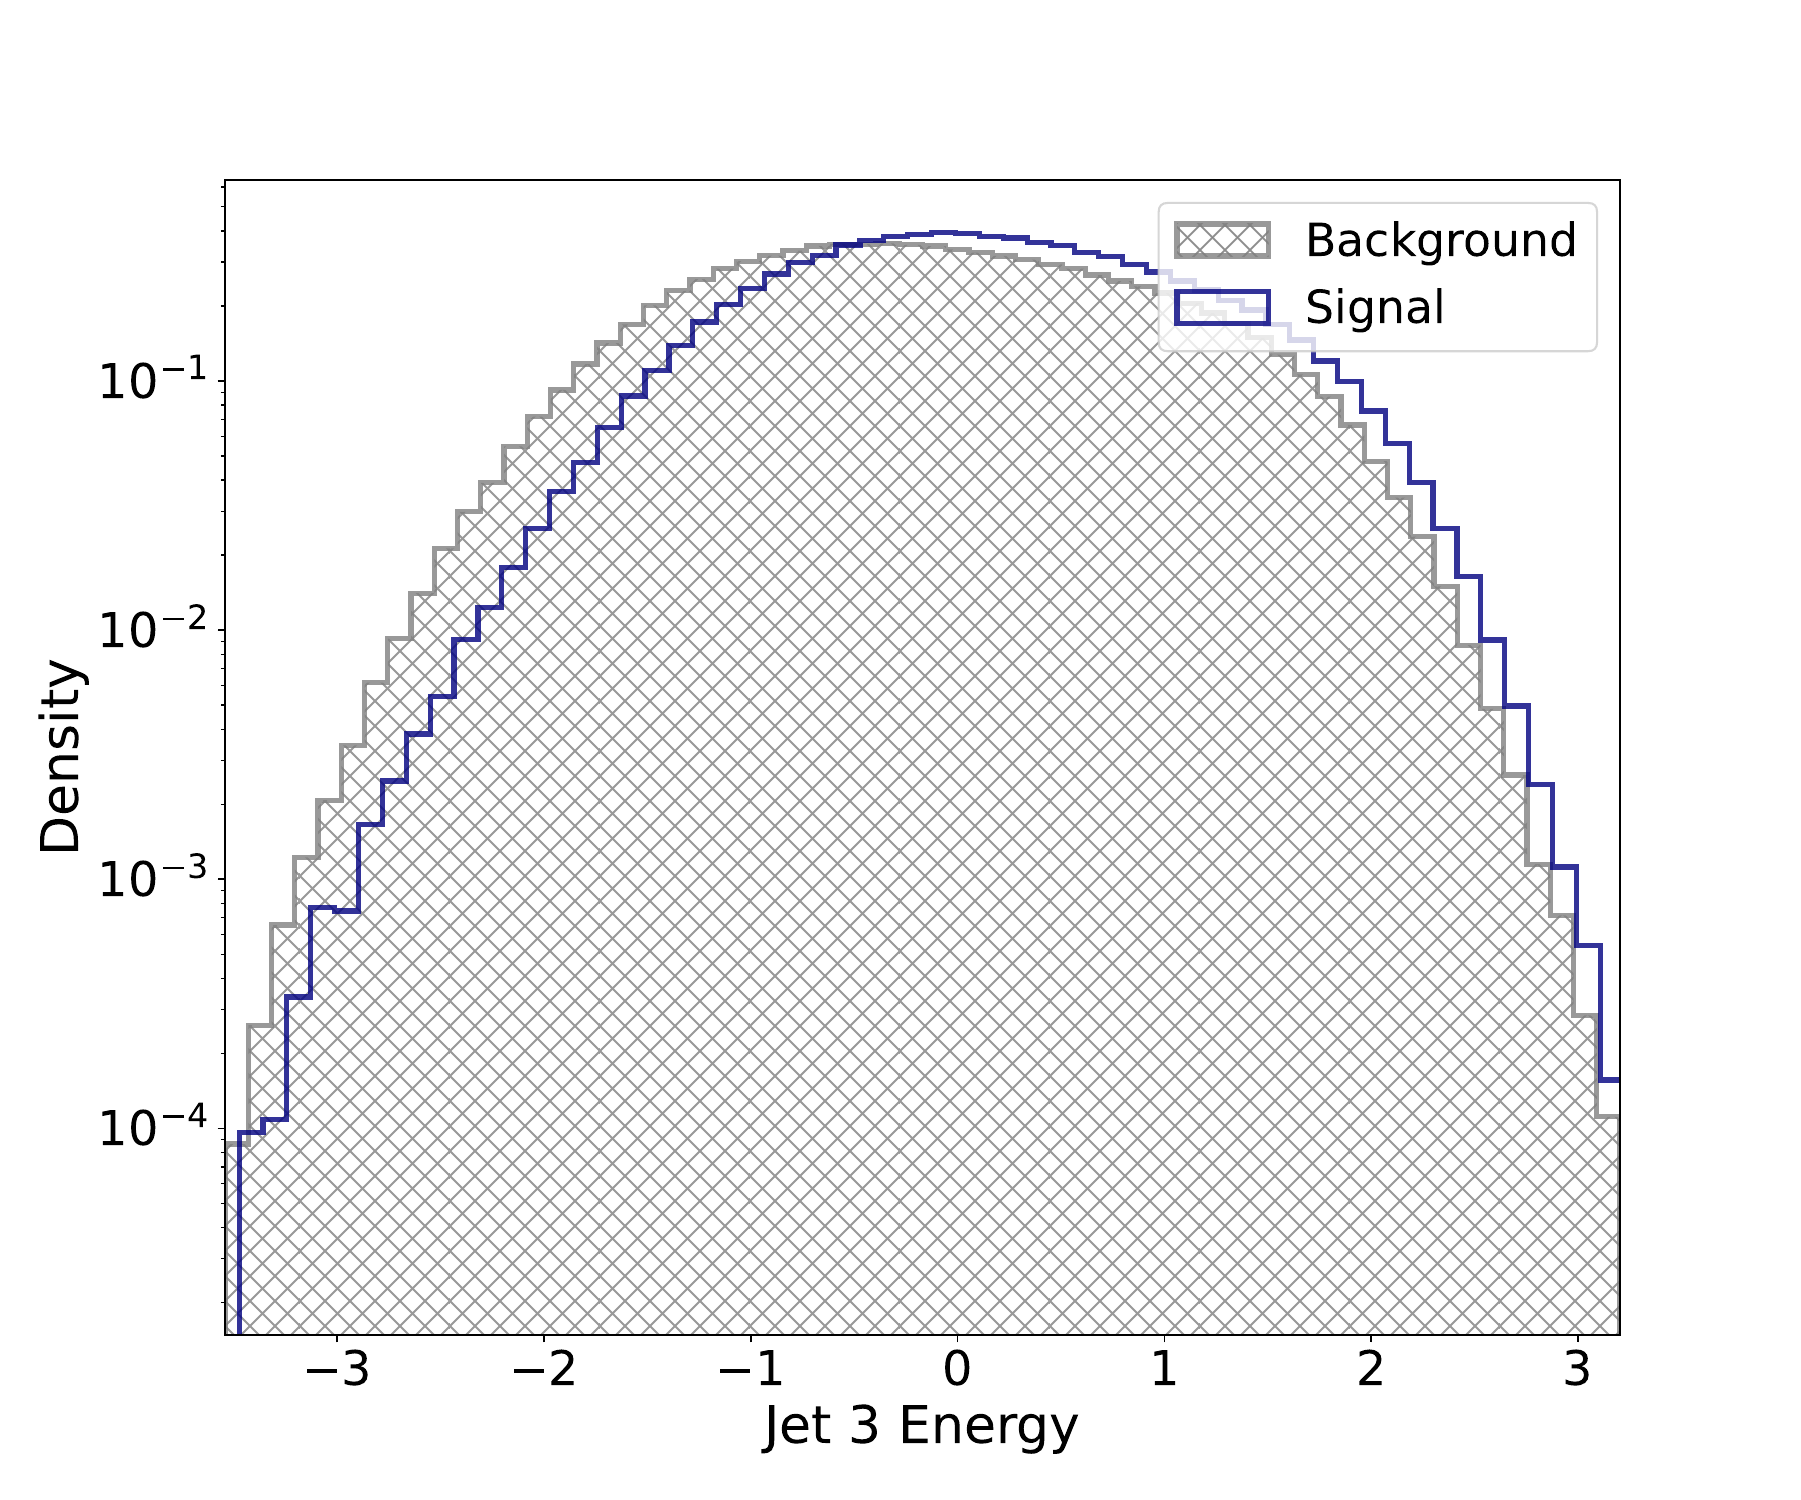 Background
Signal
10⁻¹
10⁻²
10⁻³
10⁻⁴
Density
−3 −2 −1 0 1 2 3
Jet 3 Energy